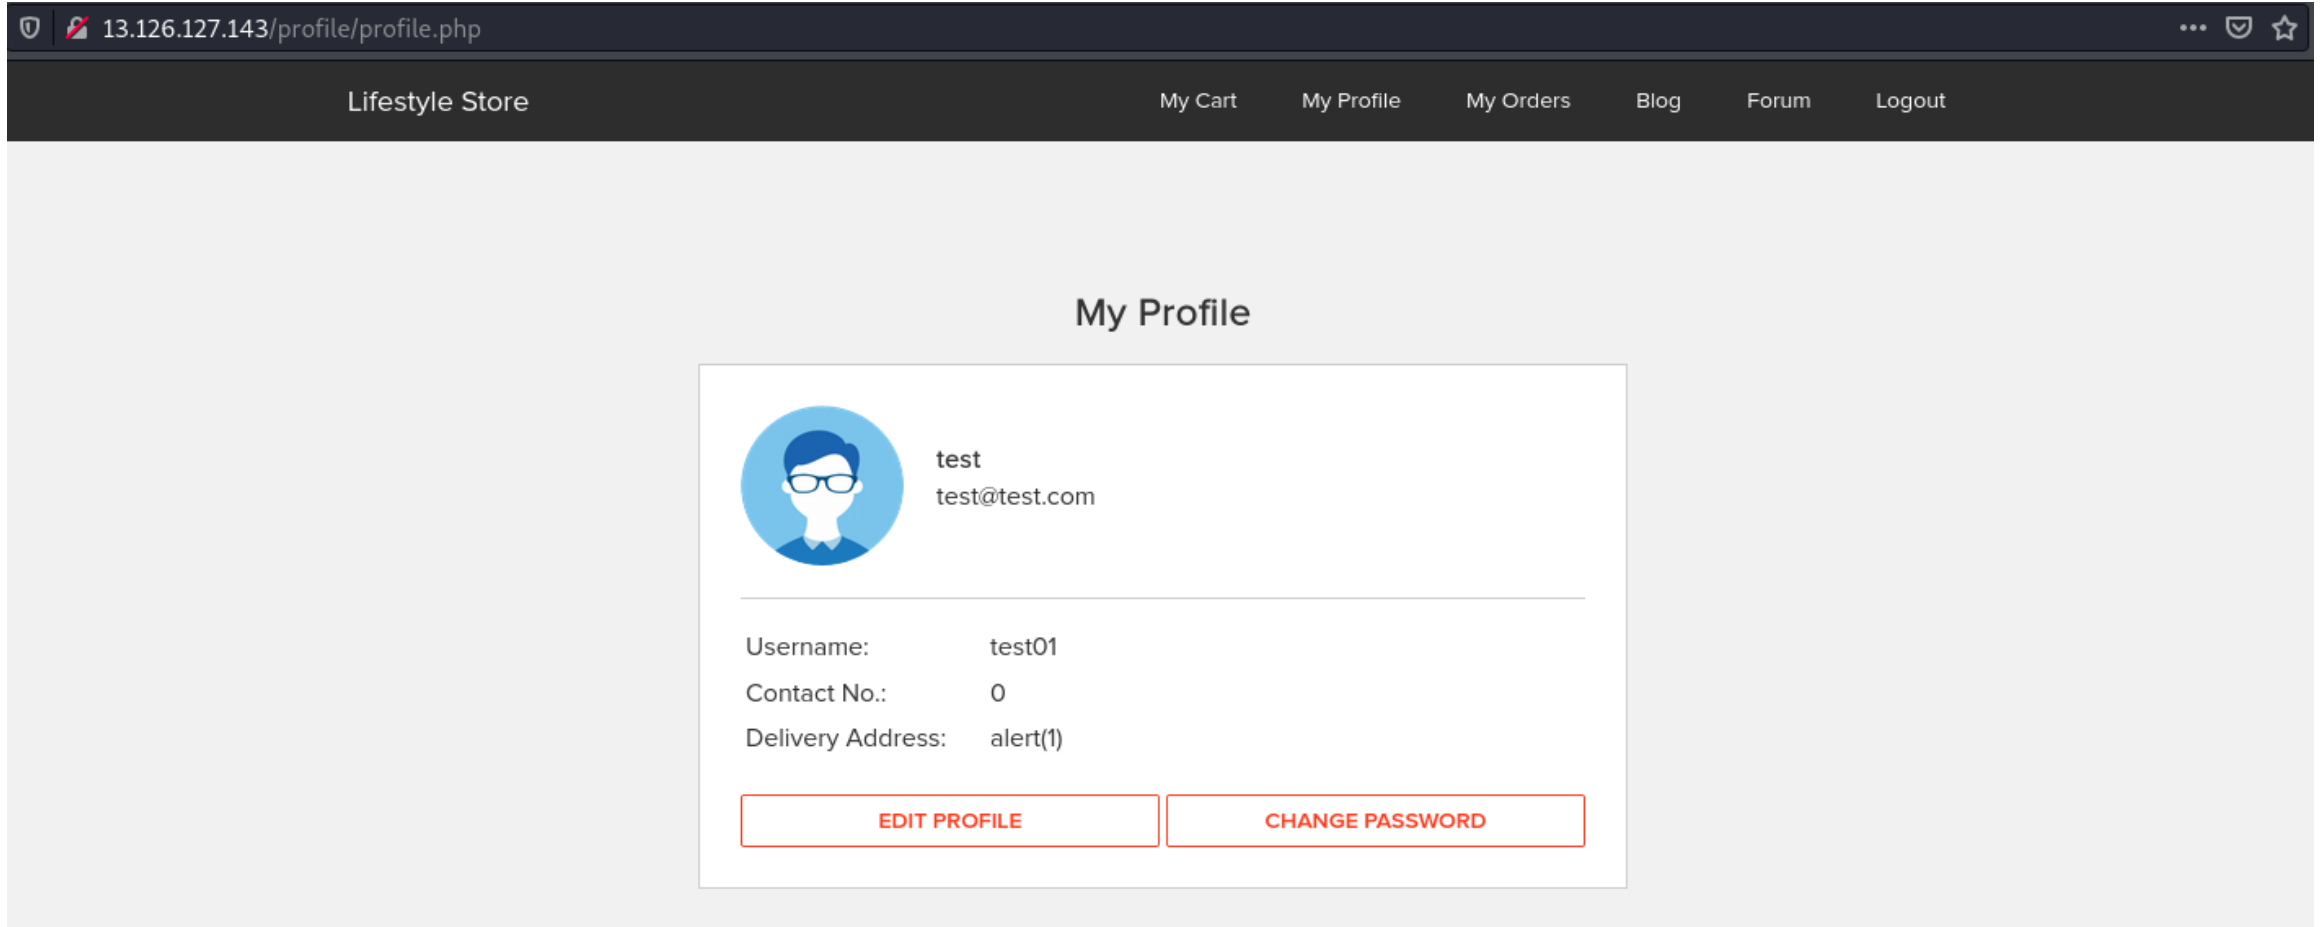 13.126.127.143/profile/profile.php
Lifestyle Store My Cart My Profile My Orders Blog Forum Logout
My Profile
test
test@test.com
Username: test01
Contact No.: 0
Delivery Address: alert(1)
EDIT PROFILE CHANGE PASSWORD